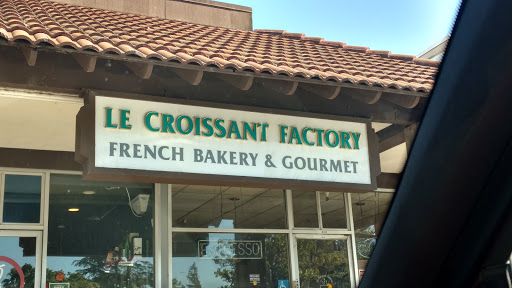 LE CROISSANT FACTORY
FRENCH BAKERY & GOURMET
ESPRESSO